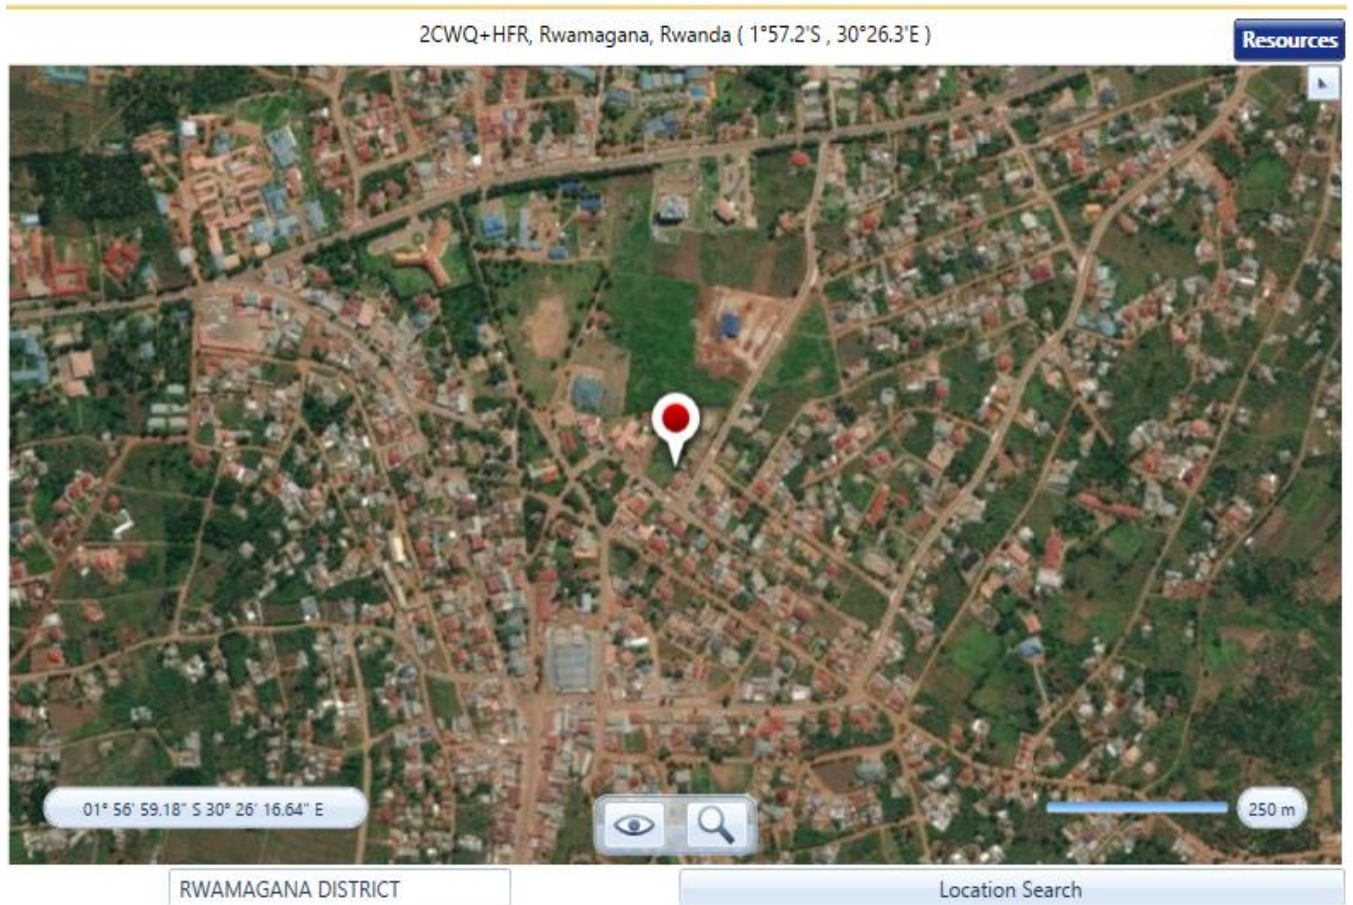 2CWQ+HFR, Rwamagana, Rwanda ( 1°57.2'S , 30°26.3'E )
Resources
01° 56' 59.18" S 30° 26' 16.64" E
250 m
RWAMAGANA DISTRICT
Location Search